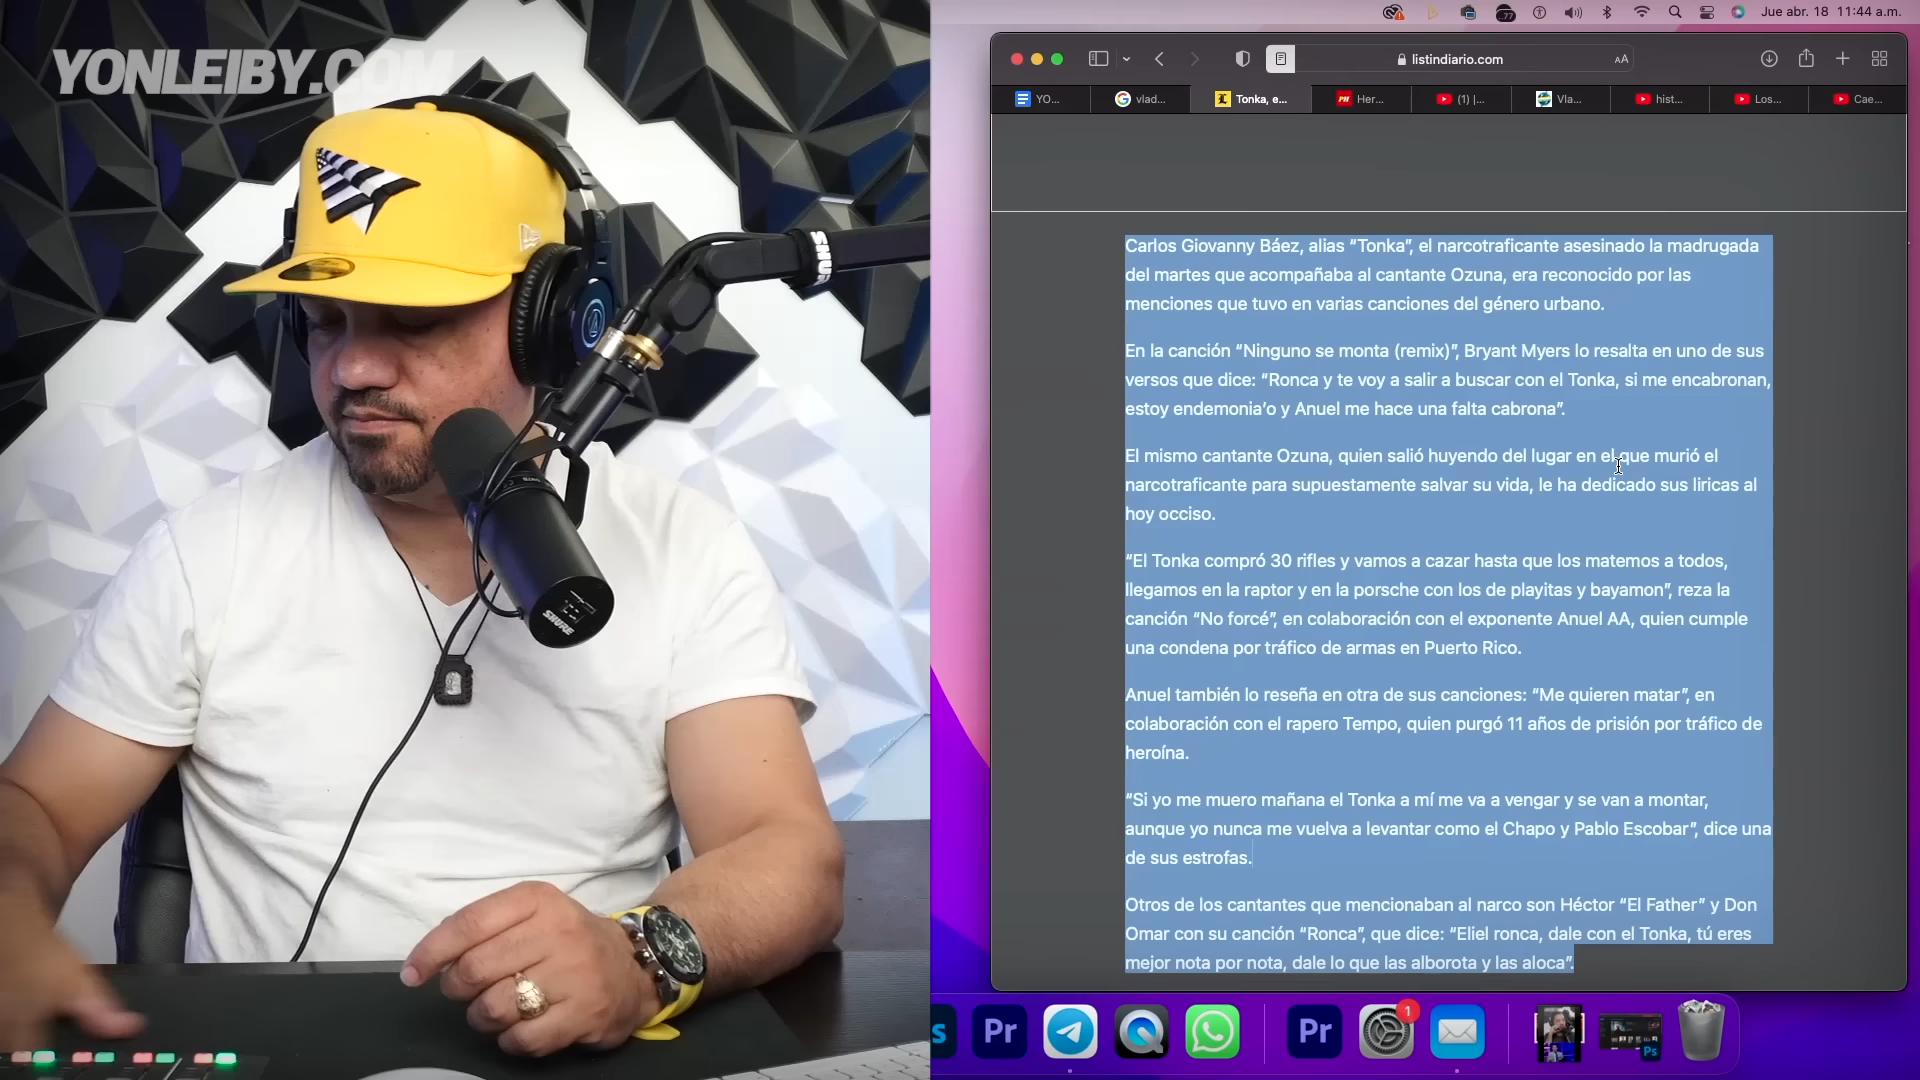 YONLEIBY.COM
Jue abr. 18 11:44 a.m.
listindiario.com
AA
YO...
vlad...
Tonka, e...
Her...
(1) |...
Vla...
hist...
Los...
Cae...
Carlos Giovanny Báez, alias “Tonka”, el narcotraficante asesinado la madrugada
del martes que acompañaba al cantante Ozuna, era reconocido por las
menciones que tuvo en varias canciones del género urbano.
En la canción “Ninguno se monta (remix)”, Bryant Myers lo resalta en uno de sus
versos que dice: “Ronca y te voy a salir a buscar con el Tonka, si me encabronan,
estoy endemonia’o y Anuel me hace una falta cabrona”.
El mismo cantante Ozuna, quien salió huyendo del lugar en el que murió el
narcotraficante para supuestamente salvar su vida, le ha dedicado sus liricas al
hoy occiso.
“El Tonka compró 30 rifles y vamos a cazar hasta que los matemos a todos,
llegamos en la raptor y en la porsche con los de playitas y bayamon”, reza la
canción “No forcé”, en colaboración con el exponente Anuel AA, quien cumple
una condena por tráfico de armas en Puerto Rico.
Anuel también lo reseña en otra de sus canciones: “Me quieren matar”, en
colaboración con el rapero Tempo, quien purgó 11 años de prisión por tráfico de
heroína.
“Si yo me muero mañana el Tonka a mí me va a vengar y se van a montar,
aunque yo nunca me vuelva a levantar como el Chapo y Pablo Escobar”, dice una
de sus estrofas.
Otros de los cantantes que mencionaban al narco son Héctor “El Father” y Don
Omar con su canción “Ronca”, que dice: “Eliel ronca, dale con el Tonka, tú eres
mejor nota por nota, dale lo que las alborota y las aloca”.
SHURE
s
Pr
Pr
1
Ps